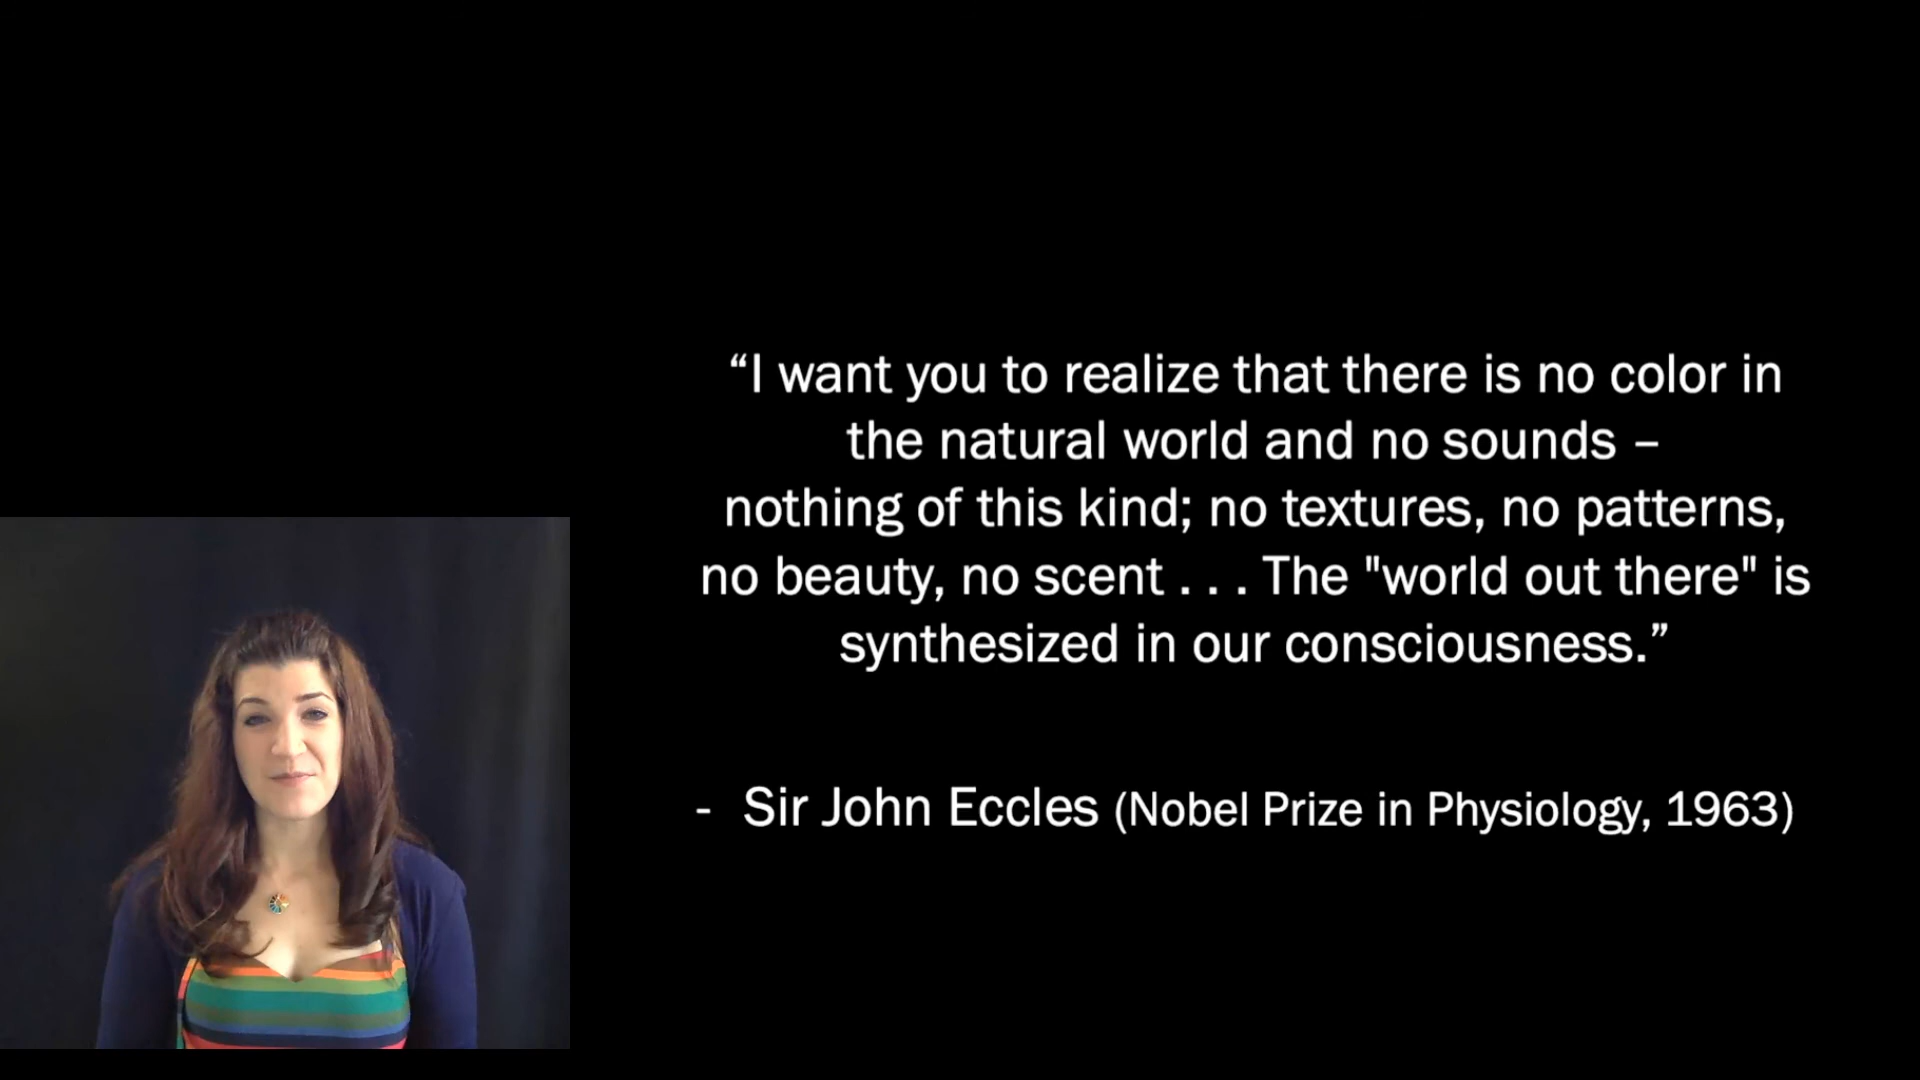 “I want you to realize that there is no color in
the natural world and no sounds –
nothing of this kind; no textures, no patterns,
no beauty, no scent . . . The "world out there" is
synthesized in our consciousness.”
- Sir John Eccles (Nobel Prize in Physiology, 1963)